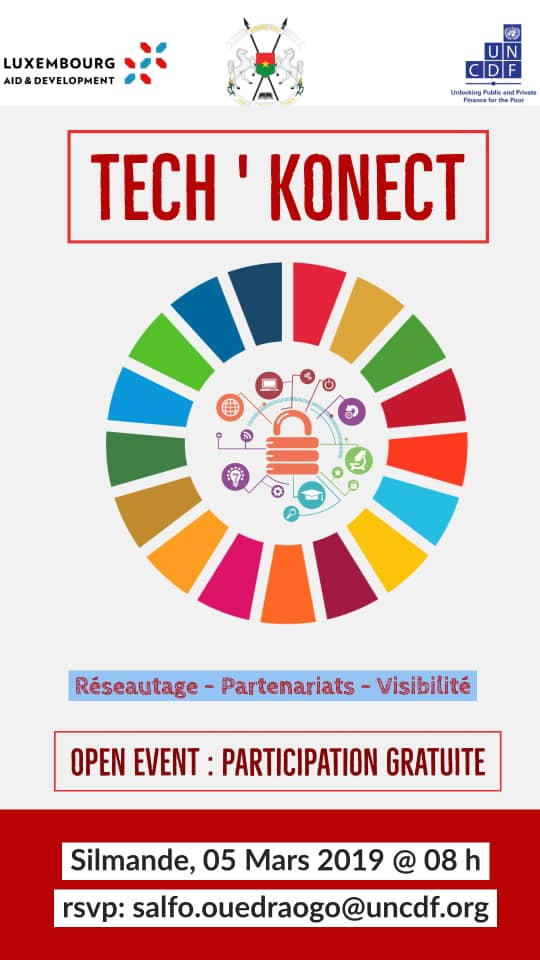 LUXEMBOURG
AID & DEVELOPMENT
UN
CDF
Unlocking Public and Private
Finance for the Poor
TECH ' KONECT
Réseautage - Partenariats - Visibilité
OPEN EVENT : PARTICIPATION GRATUITE
Silmande, 05 Mars 2019 @ 08 h
rsvp: salfo.ouedraogo@uncdf.org